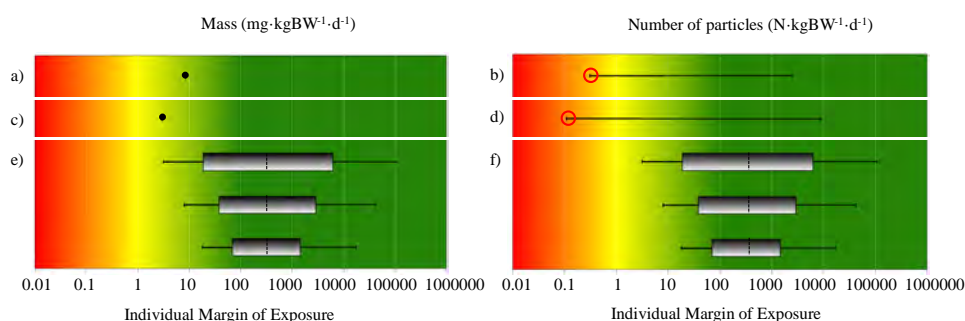 Mass (mg·kgBW⁻¹·d⁻¹)
Number of particles (N·kgBW⁻¹·d⁻¹)
a)
b)
c)
d)
e)
f)
0.01 0.1 1 10 100 1000 10000 100000 1000000
0.01 0.1 1 10 100 1000 10000 100000 1000000
Individual Margin of Exposure
Individual Margin of Exposure